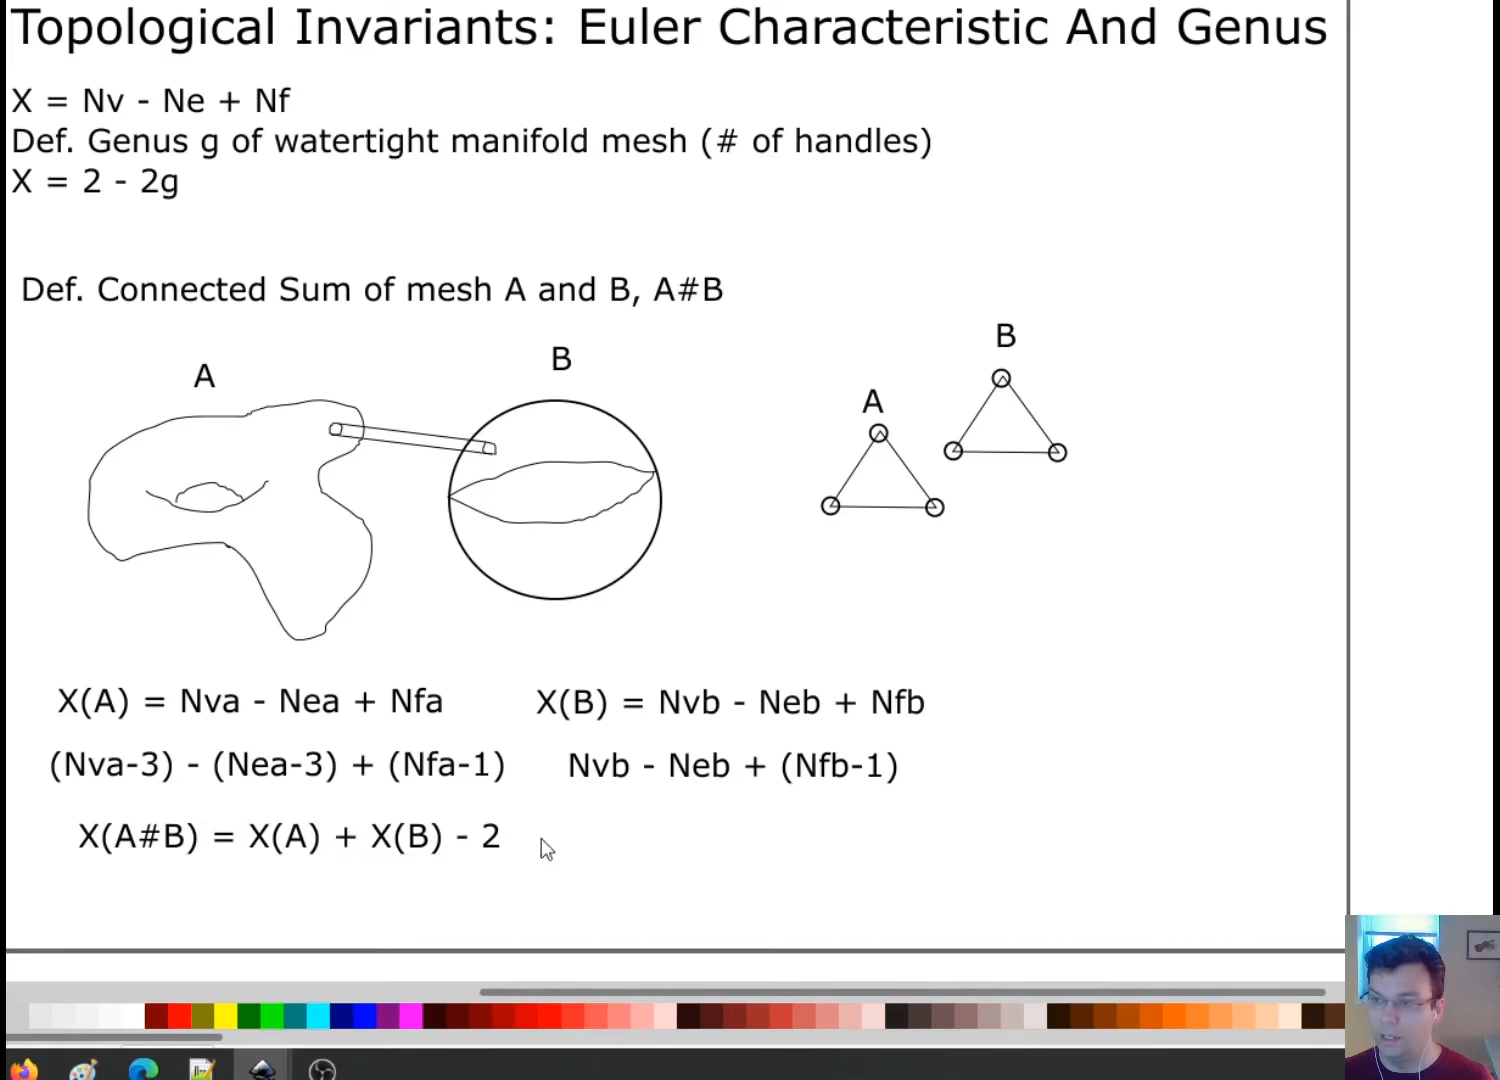 Topological Invariants: Euler Characteristic And Genus
X = Nv - Ne + Nf
Def. Genus g of watertight manifold mesh (# of handles)
X = 2 - 2g
Def. Connected Sum of mesh A and B, A#B
A
B
A
B
X(A) = Nva - Nea + Nfa
X(B) = Nvb - Neb + Nfb
(Nva-3) - (Nea-3) + (Nfa-1)
Nvb - Neb + (Nfb-1)
X(A#B) = X(A) + X(B) - 2